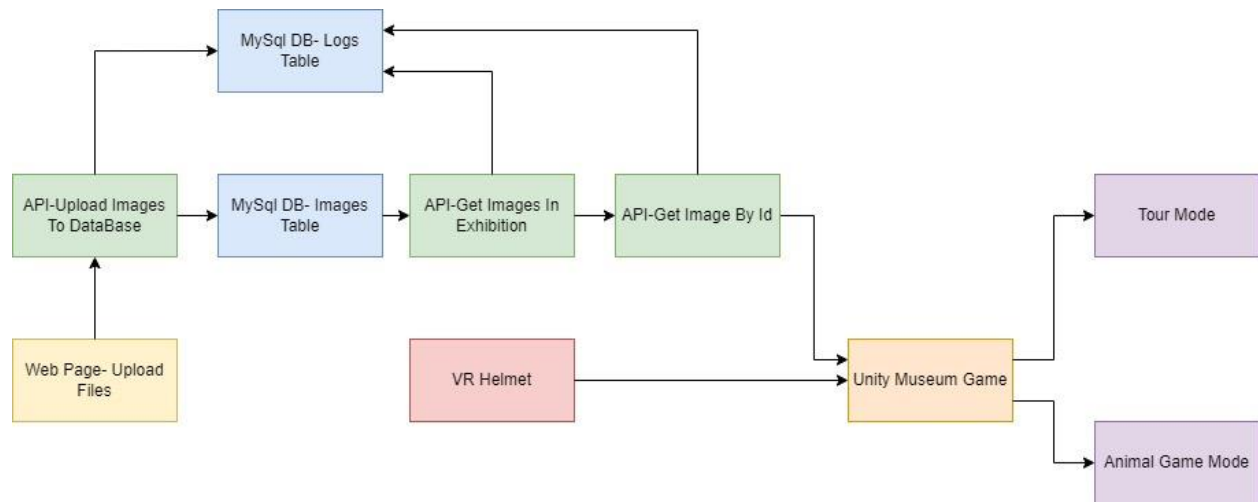 MySql DB- Logs
Table
API-Upload Images
To DataBase
MySql DB- Images
Table
API-Get Images In
Exhibition
API-Get Image By Id
Tour Mode
Web Page- Upload
Files
VR Helmet
Unity Museum Game
Animal Game Mode